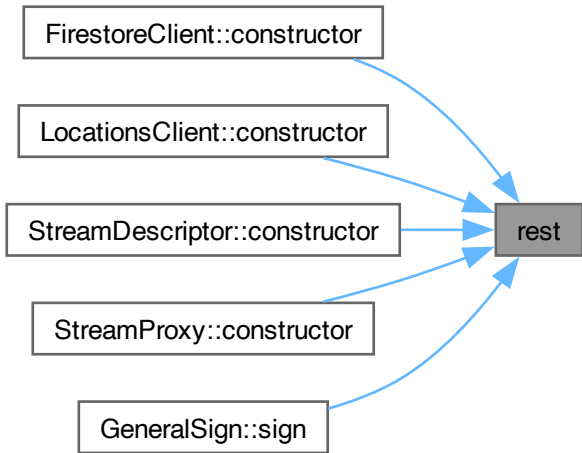 FirestoreClient::constructor
LocationsClient::constructor
StreamDescriptor::constructor
rest
StreamProxy::constructor
GeneralSign::sign